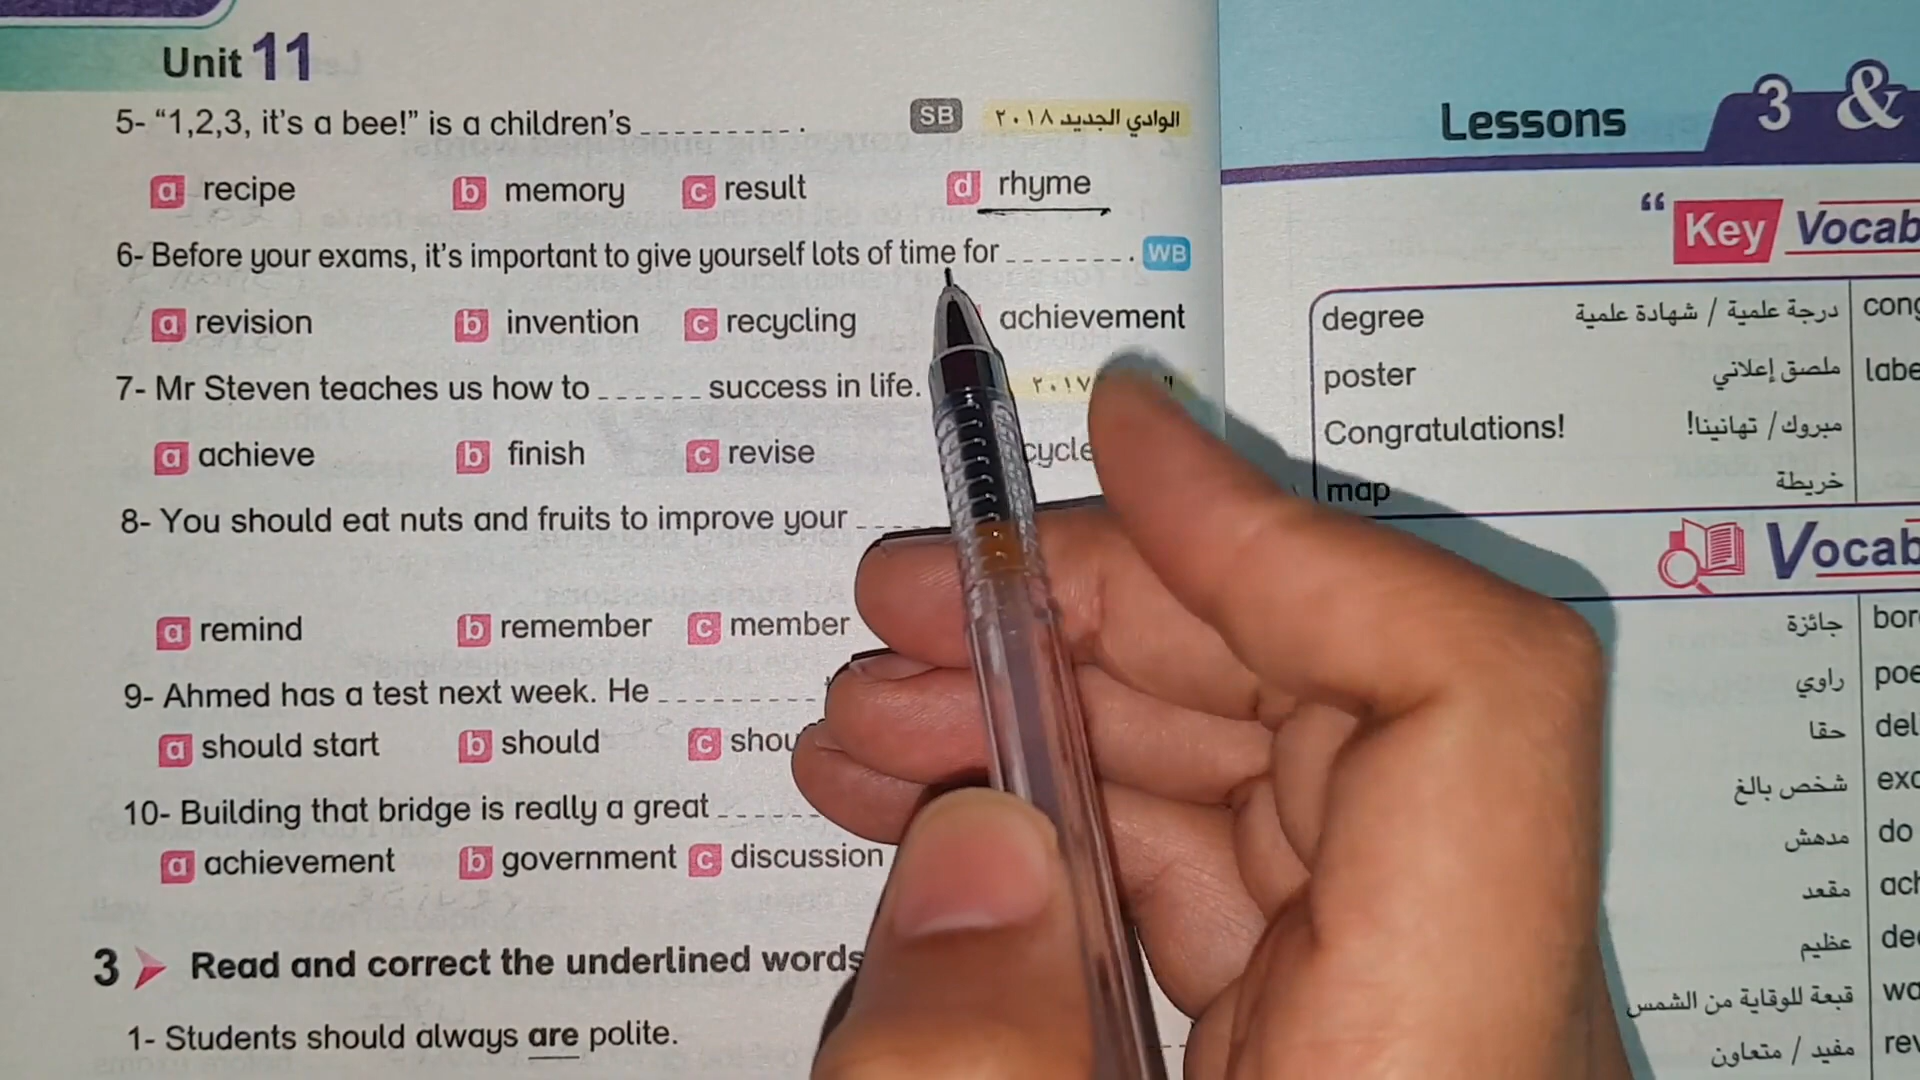 Unit 11
5- “1,2,3, it’s a bee!” is a children’s _ _ _ _ _ _ _ _ _ . SB الوادي الجديد ٢٠١٨
a recipe b memory c result d rhyme
6- Before your exams, it’s important to give yourself lots of time for _ _ _ _ _ _ _ . WB
a revision b invention c recycling achievement
7- Mr Steven teaches us how to _ _ _ _ _ _ success in life. ٢٠١٧
a achieve b finish c revise
8- You should eat nuts and fruits to improve your _ _ _
a remind b remember c member
9- Ahmed has a test next week. He _ _ _ _ _ _ _ _ _
a should start b should c
10- Building that bridge is really a great _ _ _ _ _ _
a achievement b government c discussion
3 Read and correct the underlined words
1- Students should always are polite.
Lessons 3 &
“Key
degree درجة علمية / شهادة علمية
poster ملصق إعلاني
Congratulations! مبروك/ تهانينا!
map خريطة
جائزة
راوي
حقا
شخص بالغ
مدهش do
مقعد
عظيم
قبعة للوقاية من الشمس
مفيد / متعاون